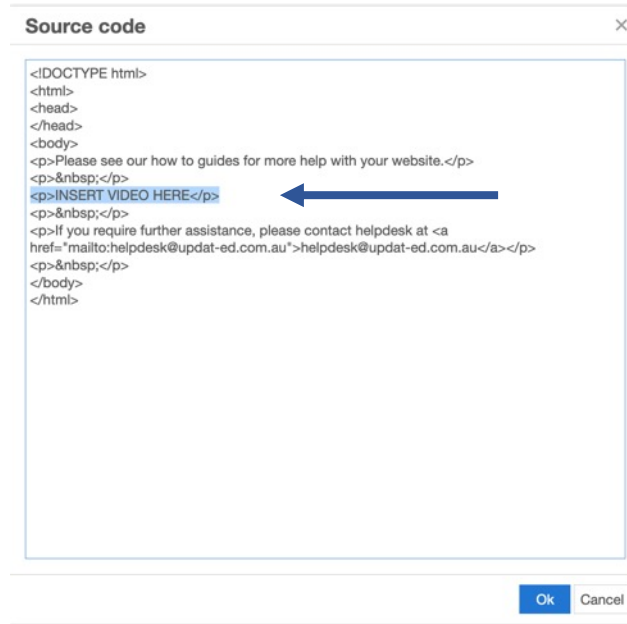 Source code
<!DOCTYPE html>
<html>
<head>
</head>
<body>
<p>Please see our how to guides for more help with your website.</p>
<p>&nbsp;</p>
<p>INSERT VIDEO HERE</p>
<p>&nbsp;</p>
<p>If you require further assistance, please contact helpdesk at <a
href="mailto:helpdesk@updat-ed.com.au">helpdesk@updat-ed.com.au</a></p>
<p>&nbsp;</p>
</body>
</html>
Ok Cancel